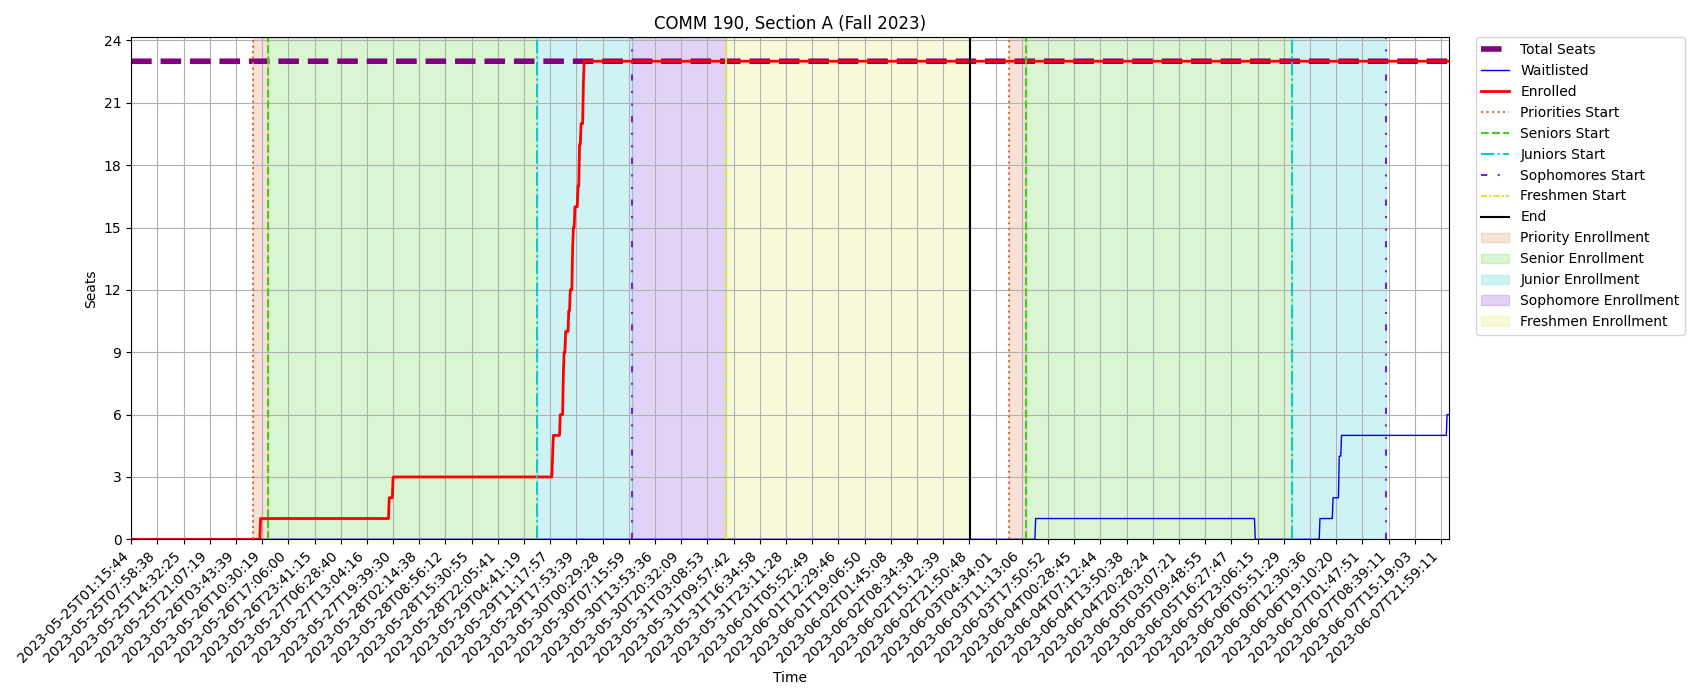 COMM 190, Section A (Fall 2023)
Seats
24
21
18
15
12
9
6
3
0
2023-05-25T01:15:44
2023-05-25T07:58:38
2023-05-25T14:32:25
2023-05-25T21:07:19
2023-05-26T03:43:39
2023-05-26T10:30:19
2023-05-26T17:06:00
2023-05-26T23:41:15
2023-05-27T06:28:40
2023-05-27T13:04:16
2023-05-27T19:39:30
2023-05-28T02:14:38
2023-05-28T08:56:12
2023-05-28T15:30:55
2023-05-28T22:05:41
2023-05-29T04:41:19
2023-05-29T11:17:57
2023-05-29T17:53:39
2023-05-30T00:29:28
2023-05-30T07:15:59
2023-05-30T13:53:36
2023-05-30T20:32:09
2023-05-31T03:08:53
2023-05-31T09:57:42
2023-05-31T16:34:58
2023-05-31T23:11:28
2023-06-01T05:52:49
2023-06-01T12:29:46
2023-06-01T19:06:50
2023-06-02T01:45:08
2023-06-02T08:34:38
2023-06-02T15:12:39
2023-06-02T21:50:48
2023-06-03T04:34:01
2023-06-03T11:13:06
2023-06-03T17:50:52
2023-06-04T00:28:45
2023-06-04T07:12:44
2023-06-04T13:50:38
2023-06-04T20:28:24
2023-06-05T03:07:21
2023-06-05T09:48:55
2023-06-05T16:27:47
2023-06-05T23:06:15
2023-06-06T05:51:29
2023-06-06T12:30:36
2023-06-06T19:10:20
2023-06-07T01:47:51
2023-06-07T08:39:11
2023-06-07T15:19:03
2023-06-07T21:59:11
Time
Total Seats
Waitlisted
Enrolled
Priorities Start
Seniors Start
Juniors Start
Sophomores Start
Freshmen Start
End
Priority Enrollment
Senior Enrollment
Junior Enrollment
Sophomore Enrollment
Freshmen Enrollment